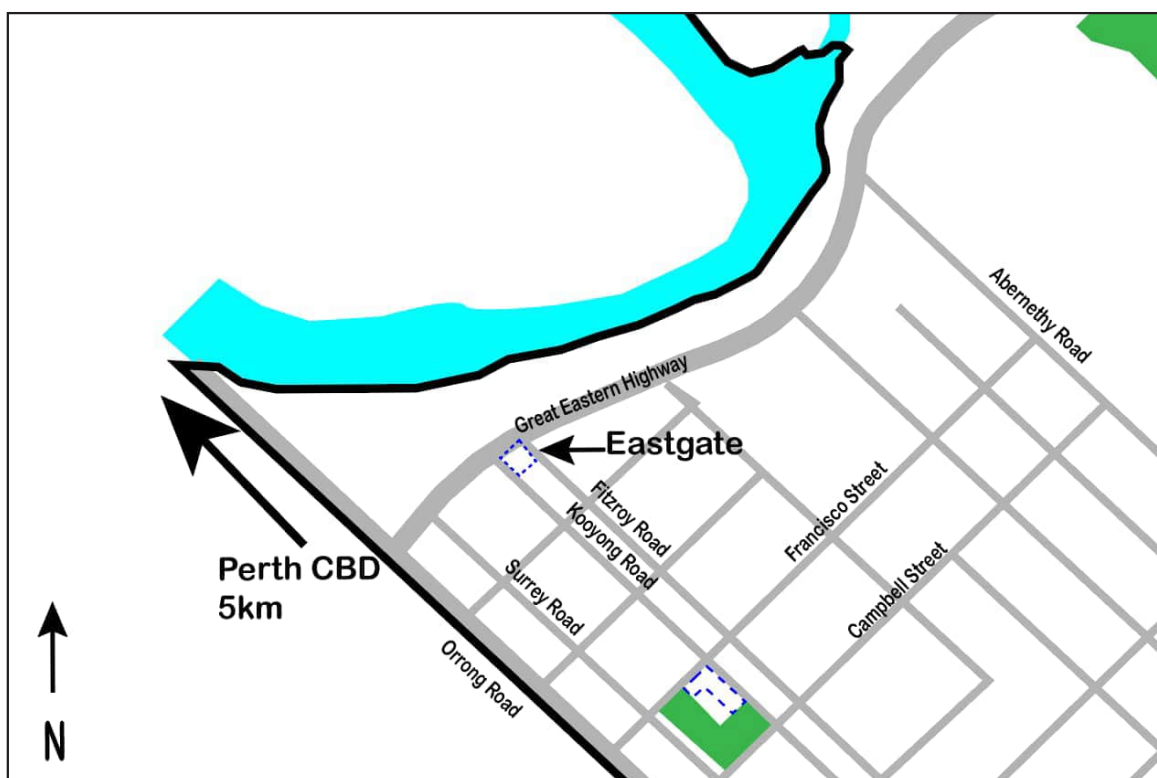 Abernethy Road
Great Eastern Highway
Eastgate
Fitzroy Road
Francisco Street
Kooyong Road
Campbell Street
Surrey Road
Perth CBD
5km
Orrong Road
N